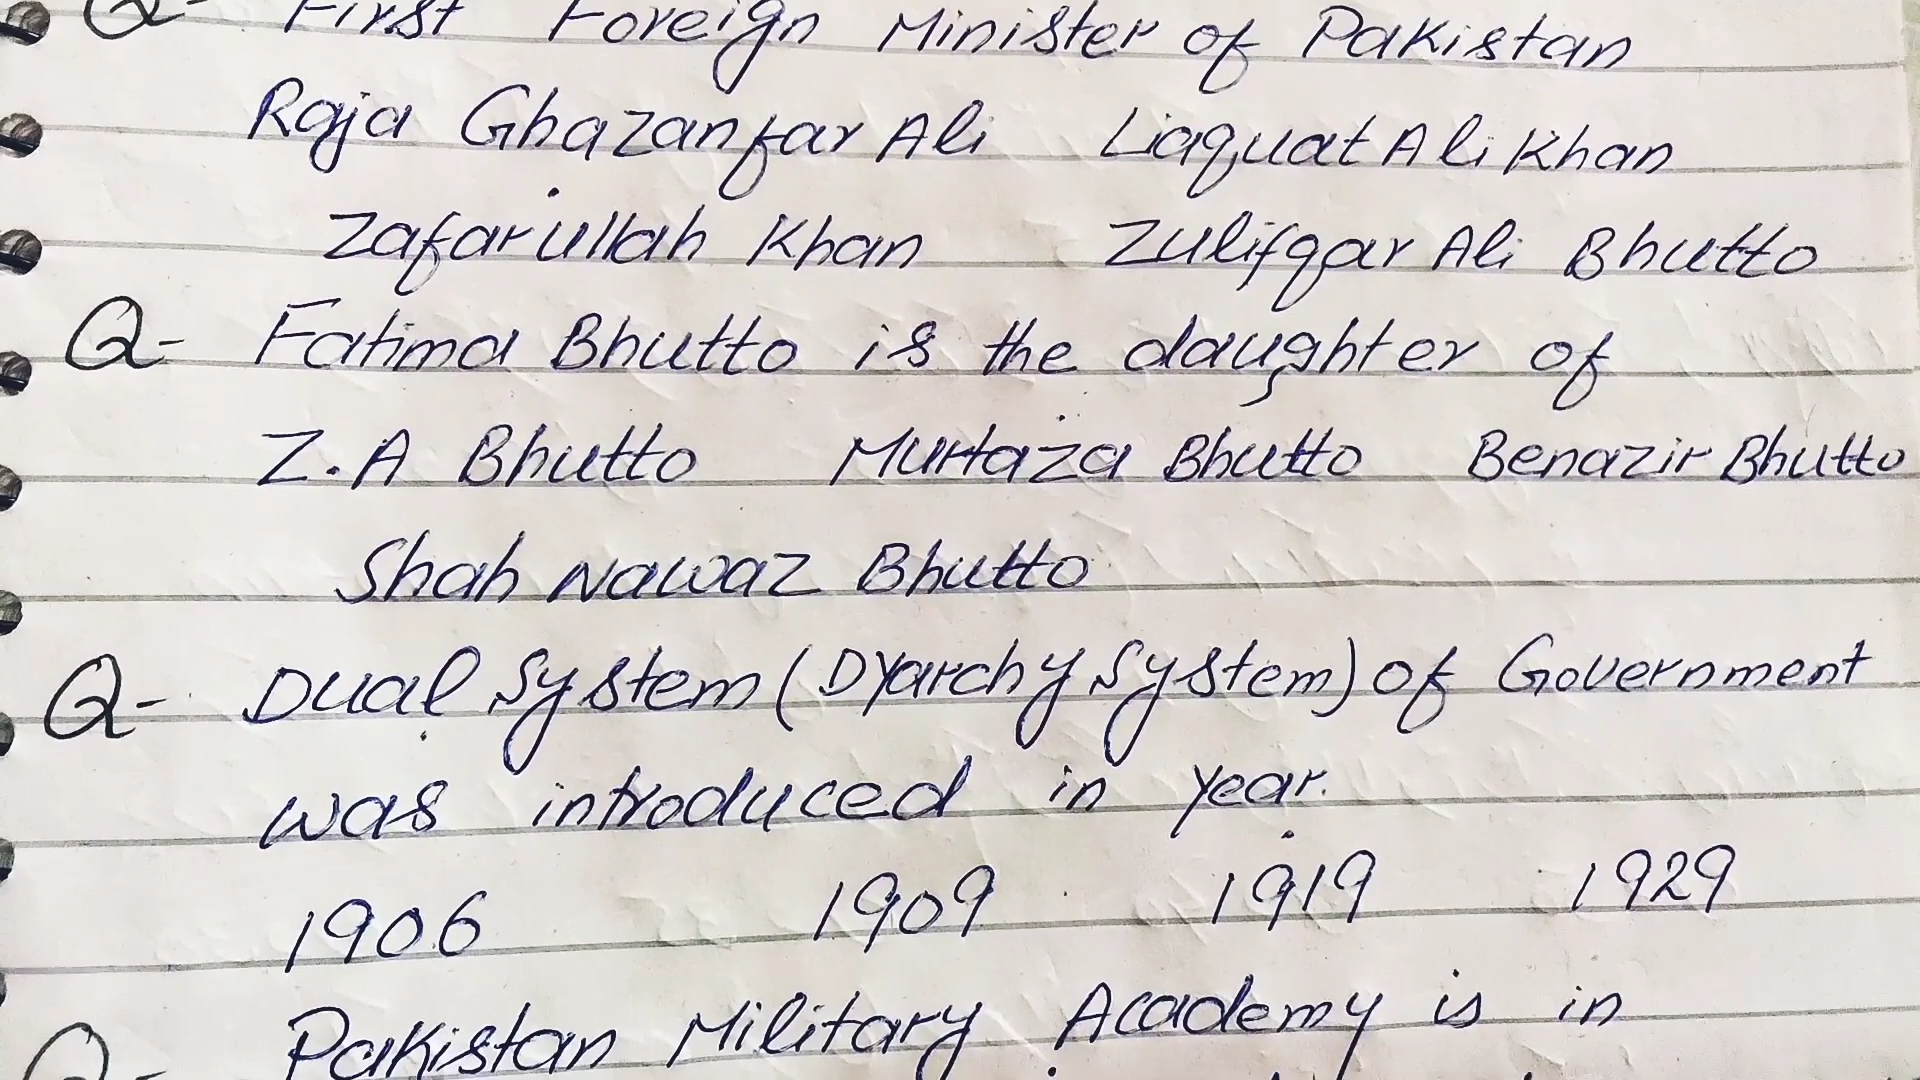 Q- First Foreign Minister of Pakistan
Raja Ghazanfar Ali Liaquat Ali Khan
Zafarullah Khan Zulifqar Ali Bhutto
Q- Fatima Bhutto is the daughter of
Z.A Bhutto Murtaza Bhutto Benazir Bhutto
Shah Nawaz Bhutto
Q- Dual System (Dyarchy System) of Government
was introduced in year.
1906 1909 1919 1929
Q- Pakistan Military Academy is in